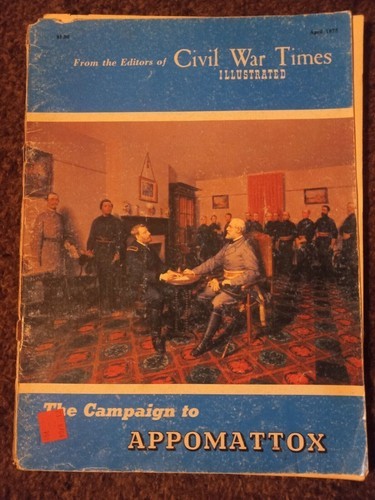 From the Editors of Civil War Times
ILLUSTRATED
The Campaign to
APPOMATTOX